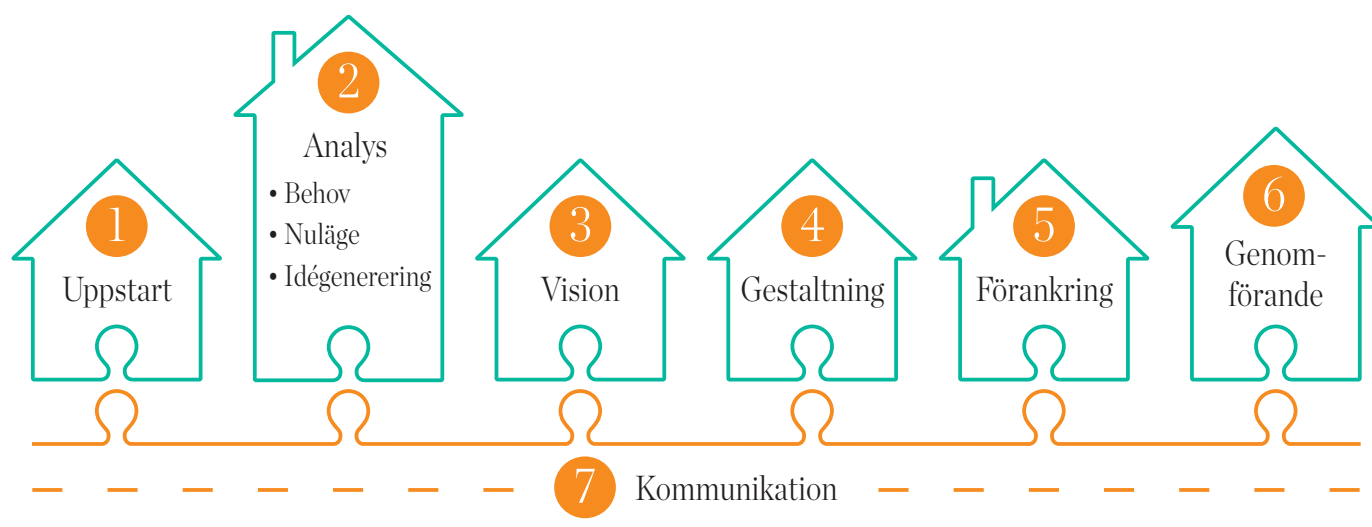 1
Uppstart
2
Analys
• Behov
• Nuläge
• Idégenerering
3
Vision
4
Gestaltning
5
Förankring
6
Genom-
förande
7
Kommunikation